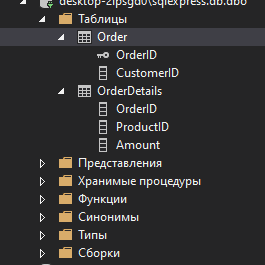 desktop-2lpsgd0\sqlexpress.db.dbo
Таблицы
Order
OrderID
CustomerID
OrderDetails
OrderID
ProductID
Amount
Представления
Хранимые процедуры
Функции
Синонимы
Типы
Сборки